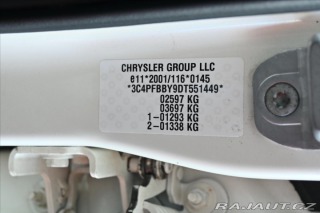 CHRYSLER GROUP LLC
e11*2001/116*0145
*3C4PFBBY9DT551449*
02597 KG
03697 KG
1-01293 KG
2-01338 KG
SAUTO.CZ